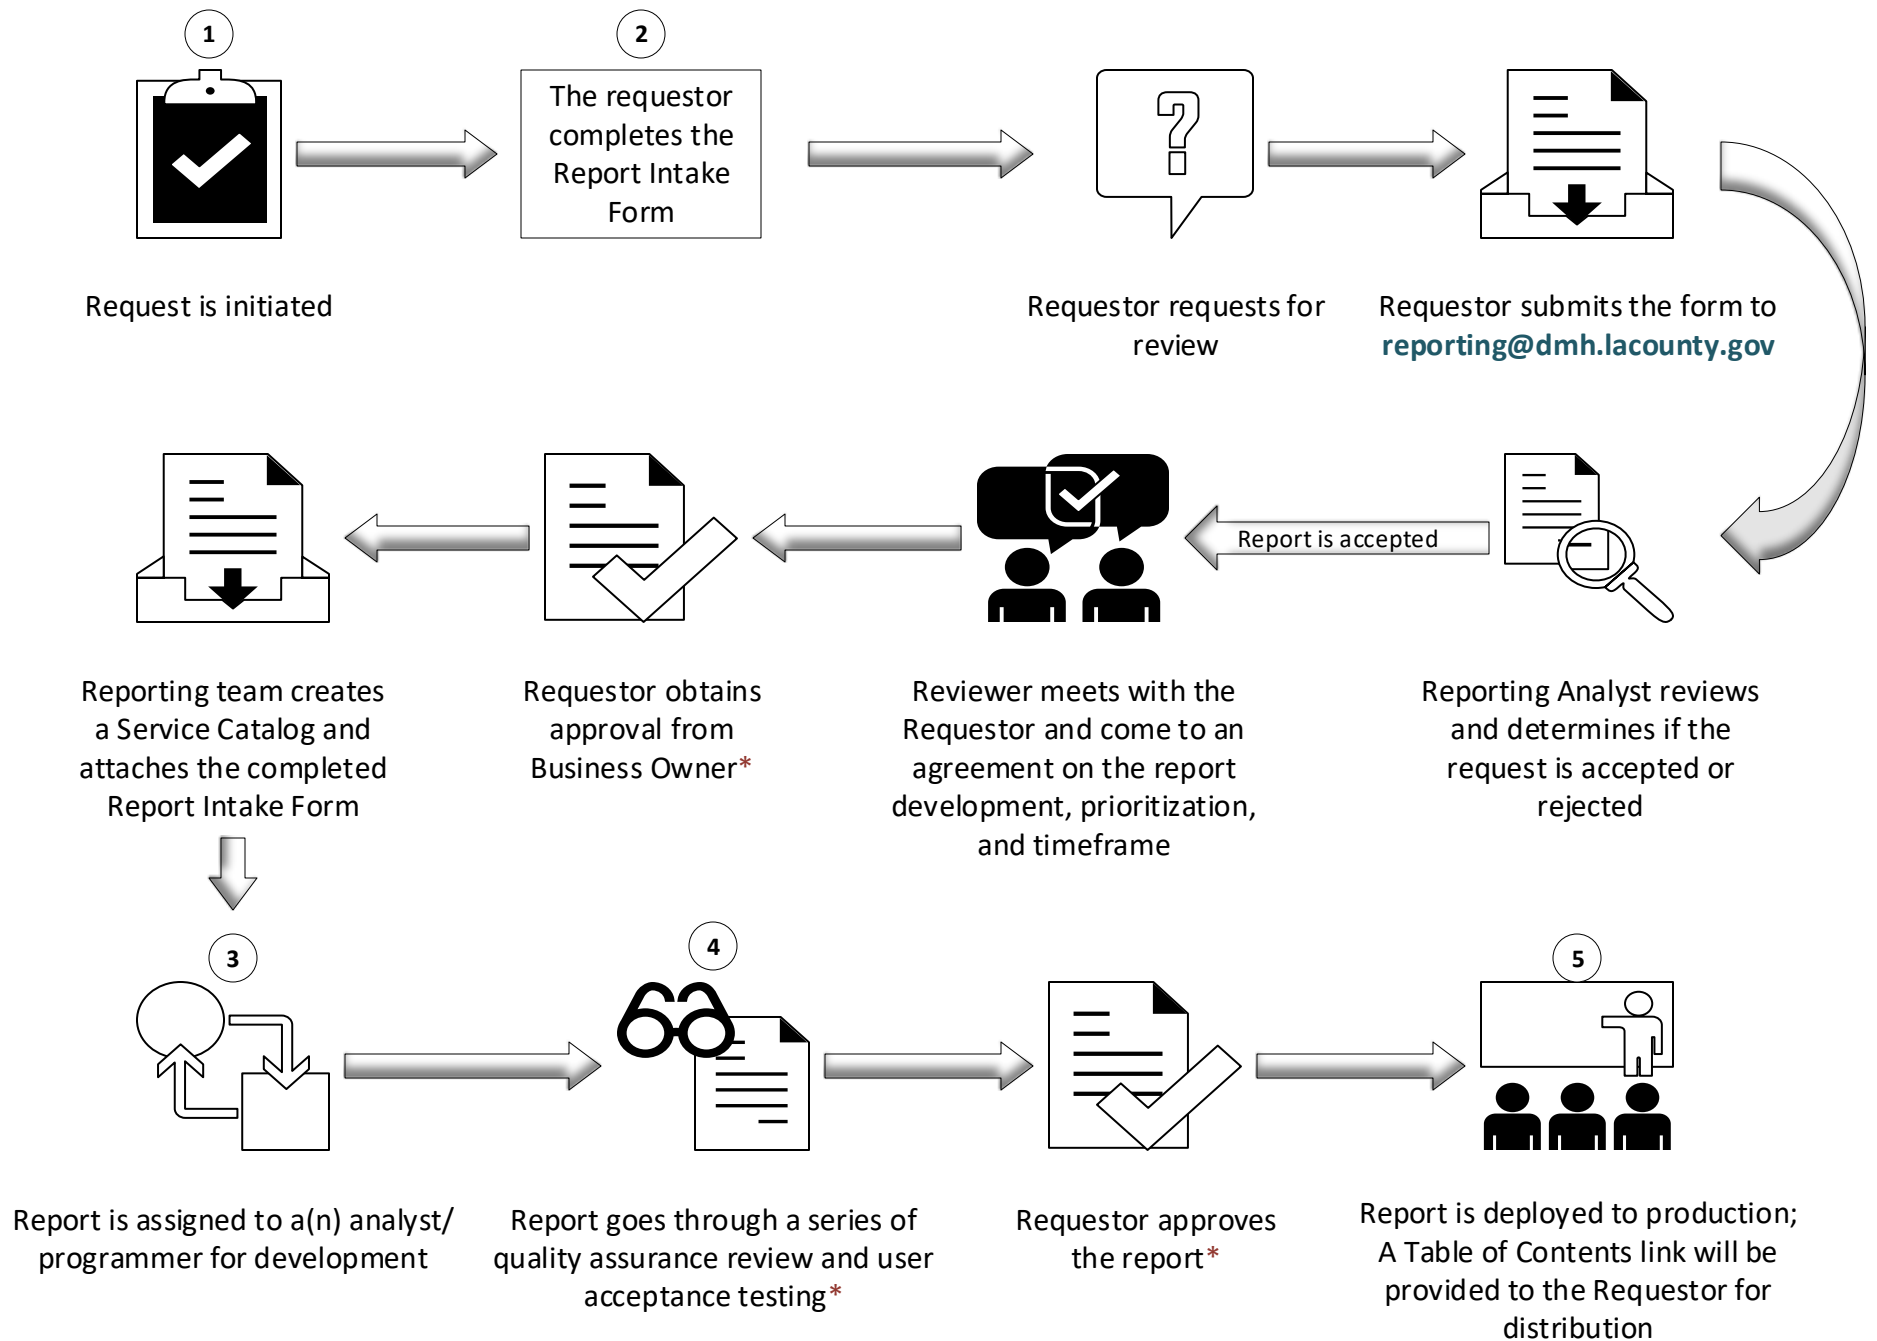 1
2
The requestor
completes the
Report Intake
Form
Request is initiated
Requestor requests for
review
Requestor submits the form to
reporting@dmh.lacounty.gov
Report is accepted
Reporting Analyst reviews
and determines if the
request is accepted or
rejected
Reviewer meets with the
Requestor and come to an
agreement on the report
development, prioritization,
and timeframe
Requestor obtains
approval from
Business Owner*
Reporting team creates
a Service Catalog and
attaches the completed
Report Intake Form
3
4
5
Report is assigned to a(n) analyst/
programmer for development
Report goes through a series of
quality assurance review and user
acceptance testing*
Requestor approves
the report*
Report is deployed to production;
A Table of Contents link will be
provided to the Requestor for
distribution